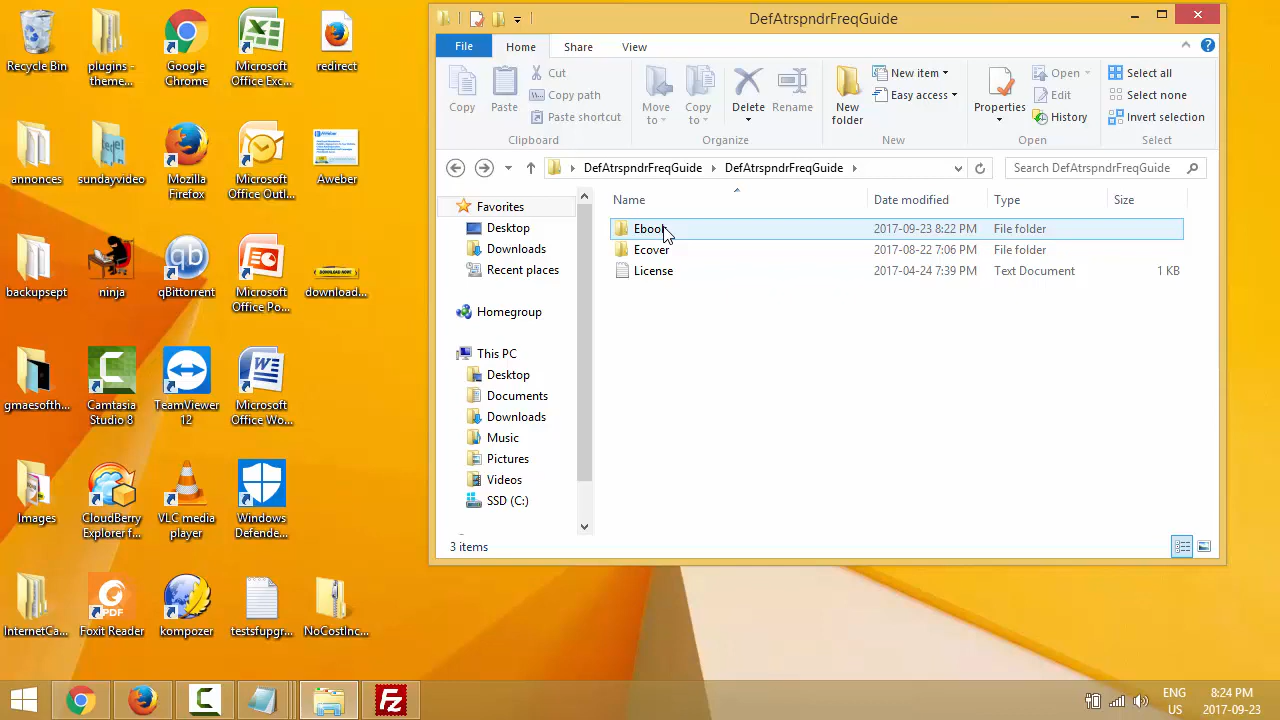 Recycle Bin
plugins - theme...
Google Chrome
Microsoft Office Exc...
redirect
annonces
sundayvideo
Mozilla Firefox
Microsoft Office Outl...
Aweber
backupsept
ninja
qBittorrent
Microsoft Office Po...
download...
gmaesofth...
Camtasia Studio 8
TeamViewer 12
Microsoft Office Wo...
Images
CloudBerry Explorer f...
VLC media player
Windows Defende...
InternetCa...
Foxit Reader
kompozer
testsfupgr...
NoCostInc...
DefAtrspndrFreqGuide
File Home Share View
Copy
Paste
Cut
Copy path
Paste shortcut
Clipboard
Move to
Copy to
Delete
Rename
Organize
New folder
New item
Easy access
New
Properties
Open
Edit
History
Open
Select all
Select none
Invert selection
Select
DefAtrspndrFreqGuide DefAtrspndrFreqGuide
Search DefAtrspndrFreqGuide
Favorites
Desktop
Downloads
Recent places
Homegroup
This PC
Desktop
Documents
Downloads
Music
Pictures
Videos
SSD (C:)
Name Date modified Type Size
Ebook 2017-09-23 8:22 PM File folder
Ecover 2017-08-22 7:06 PM File folder
License 2017-04-24 7:39 PM Text Document 1 KB
3 items
ENG US
8:24 PM
2017-09-23